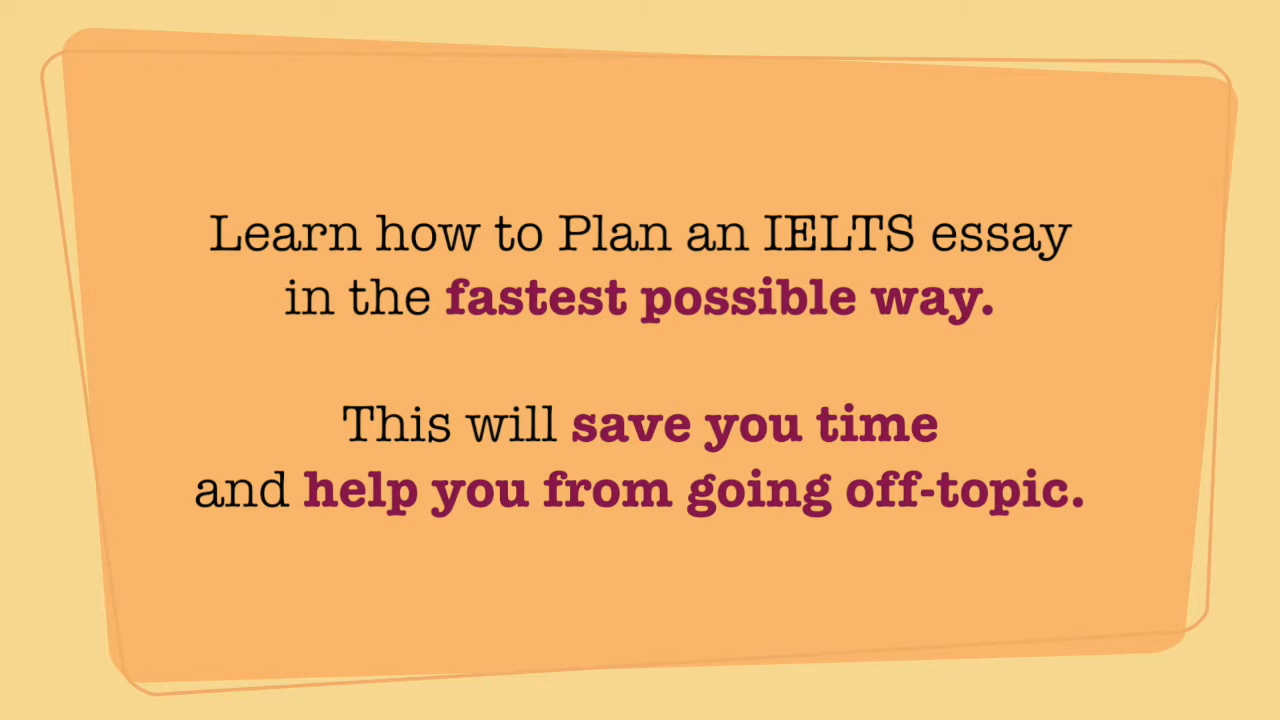 Learn how to Plan an IELTS essay
in the fastest possible way.
This will save you time
and help you from going off-topic.